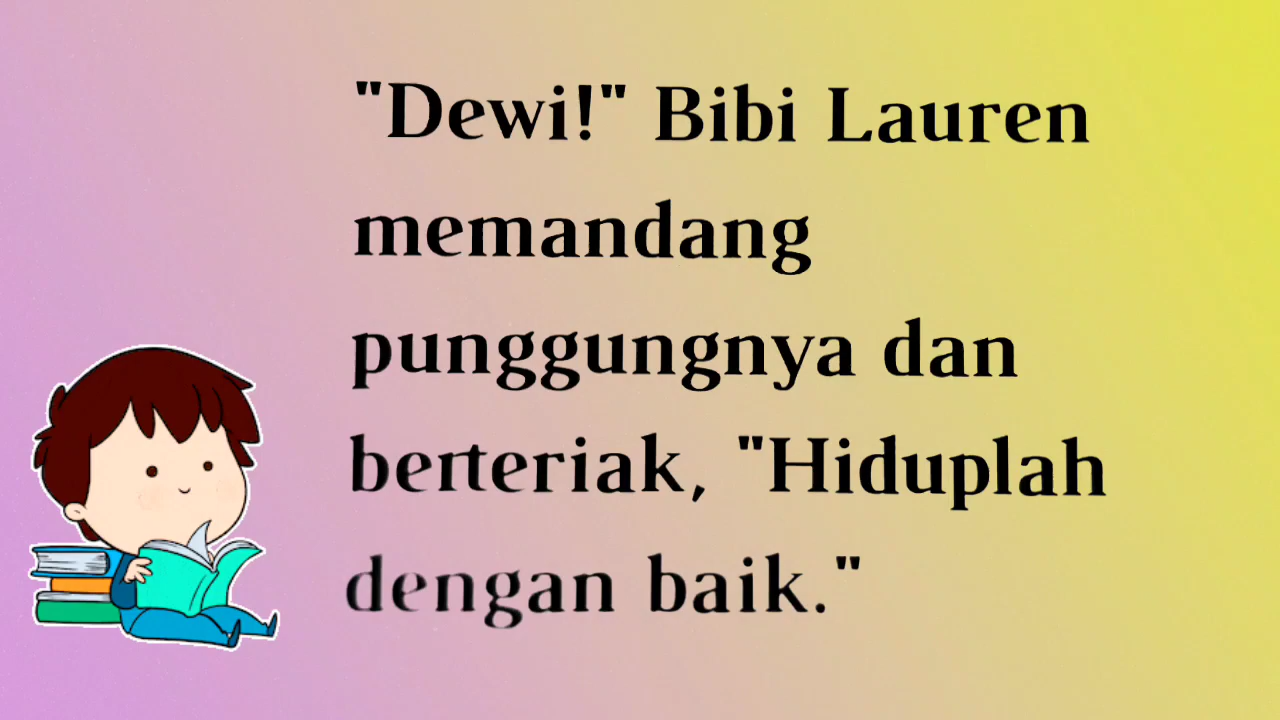 "Dewi!" Bibi Lauren
memandang
punggungnya dan
berteriak, "Hiduplah
dengan baik."